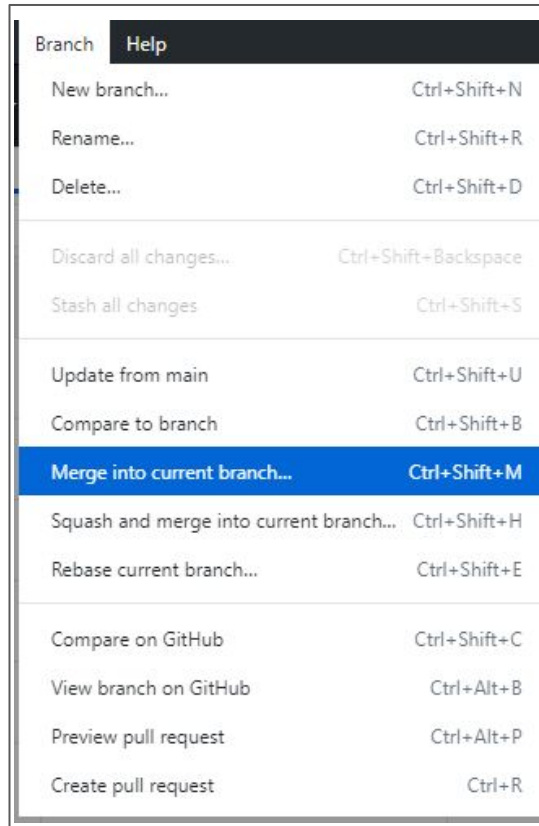 Branch Help
New branch... Ctrl+Shift+N
Rename... Ctrl+Shift+R
Delete... Ctrl+Shift+D
Discard all changes... Ctrl+Shift+Backspace
Stash all changes Ctrl+Shift+S
Update from main Ctrl+Shift+U
Compare to branch Ctrl+Shift+B
Merge into current branch... Ctrl+Shift+M
Squash and merge into current branch... Ctrl+Shift+H
Rebase current branch... Ctrl+Shift+E
Compare on GitHub Ctrl+Shift+C
View branch on GitHub Ctrl+Alt+B
Preview pull request Ctrl+Alt+P
Create pull request Ctrl+R